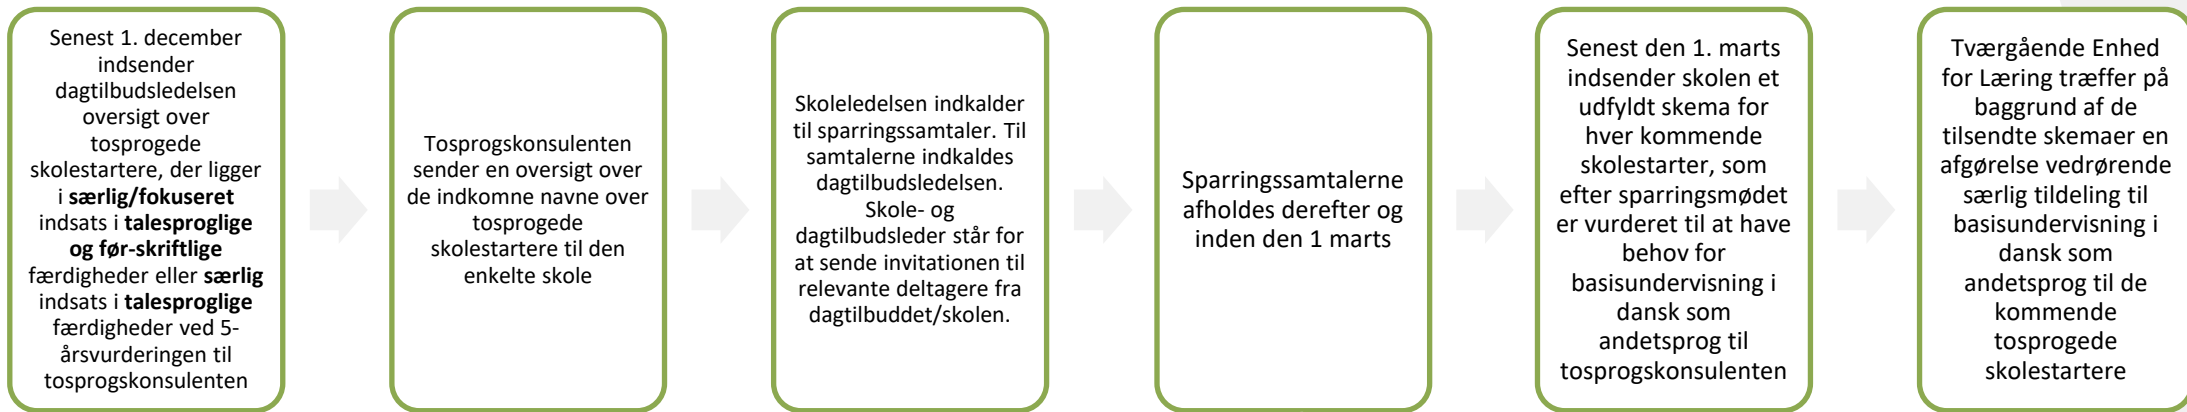 Senest 1. december
indsender
dagtilbudsledelsen
oversigt over
tosprogede
skolestartere, der ligger
i særlig/fokuseret
indsats i talesproglige
og før-skriftlige
færdigheder eller særlig
indsats i talesproglige
færdigheder ved 5-
årsvurderingen til
tosprogskonsulenten
Tosprogskonsulenten
sender en oversigt over
de indkomne navne over
tosprogede
skolestartere til den
enkelte skole
Skoleledelsen indkalder
til sparringssamtaler. Til
samtalerne indkaldes
dagtilbudsledelsen.
Skole- og
dagtilbudsleder står for
at sende invitationen til
relevante deltagere fra
dagtilbuddet/skolen.
Sparringssamtalerne
afholdes derefter og
inden den 1 marts
Senest den 1. marts
indsender skolen et
udfyldt skema for
hver kommende
skolestarter, som
efter sparringsmødet
er vurderet til at have
behov for
basisundervisning i
dansk som
andetsprog til
tosprogskonsulenten
Tværgående Enhed
for Læring træffer på
baggrund af de
tilsendte skemaer en
afgørelse vedrørende
særlig tildeling til
basisundervisning i
dansk som
andetsprog til de
kommende
tosprogede
skolestartere